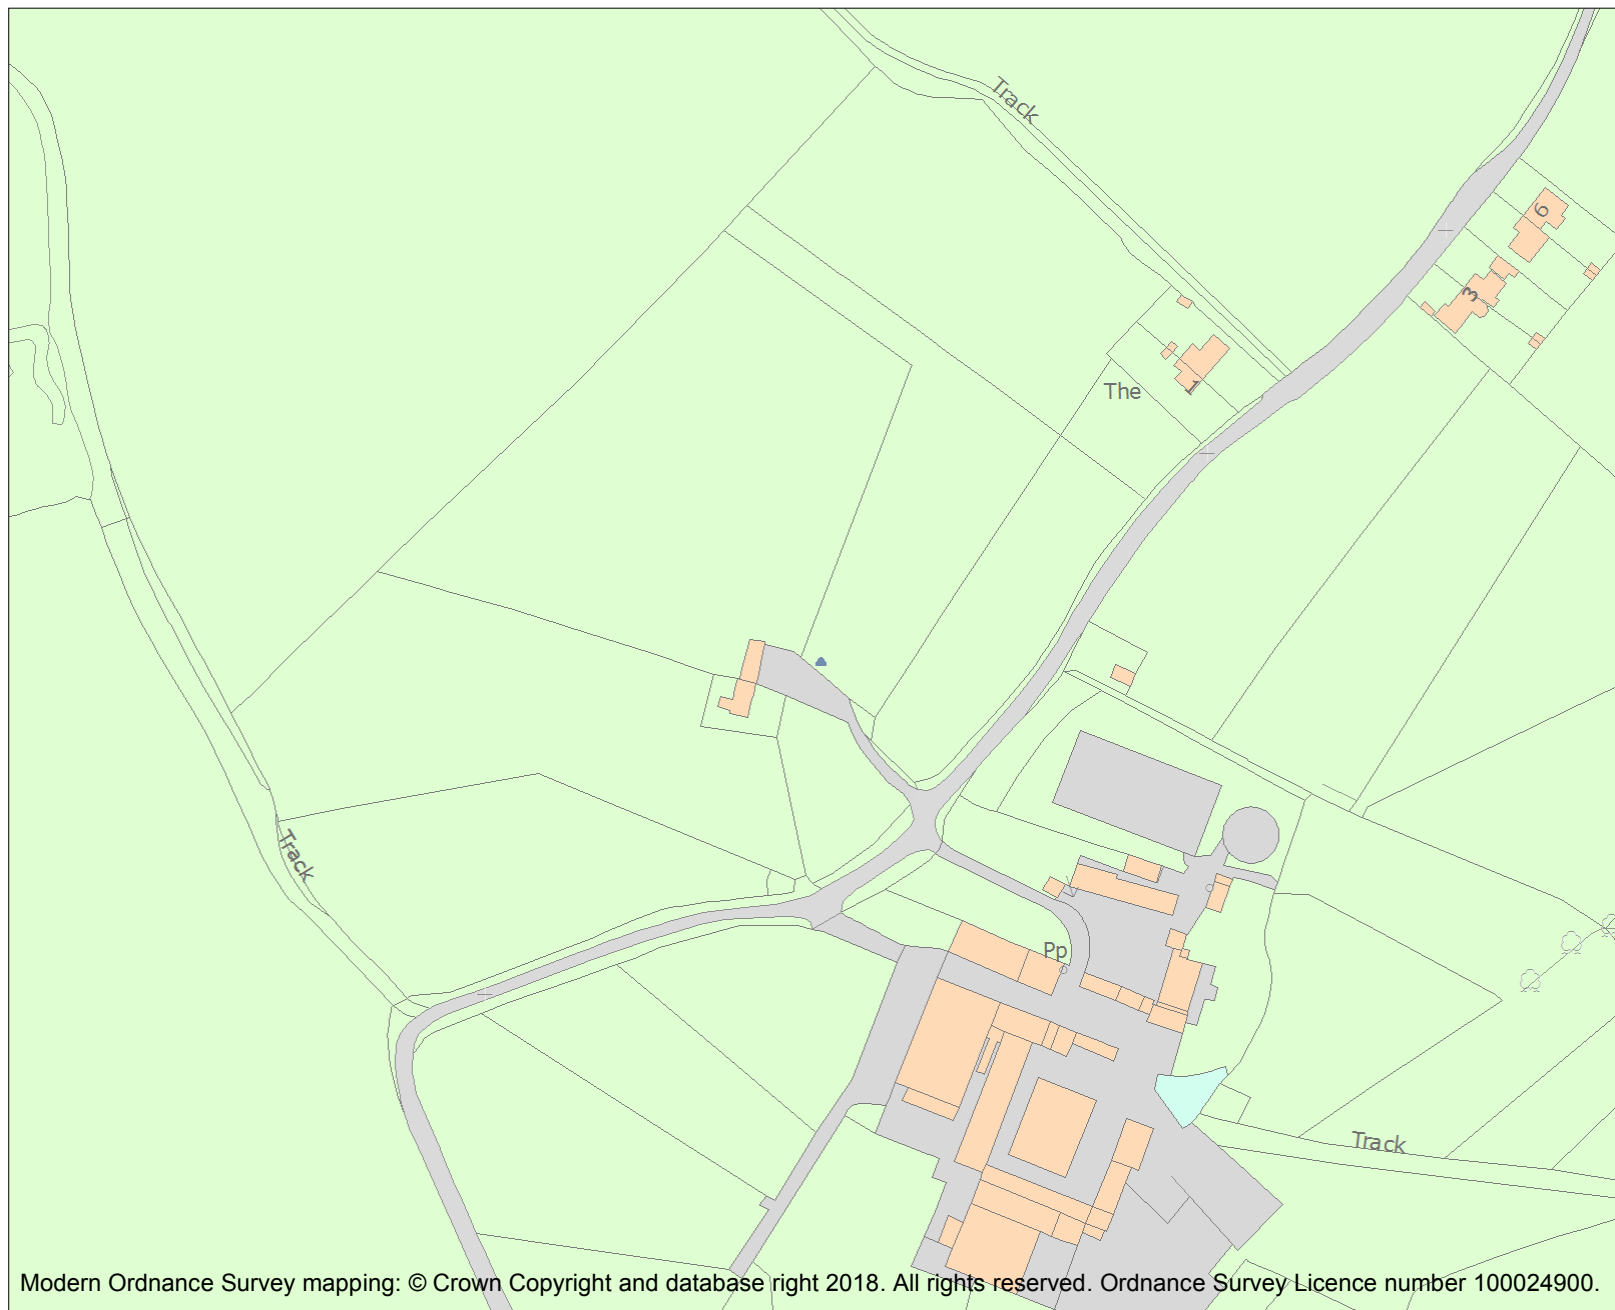 Track
6
3
1
The
Track
Pp
Track
Modern Ordnance Survey mapping: © Crown Copyright and database right 2018. All rights reserved. Ordnance Survey Licence number 100024900.